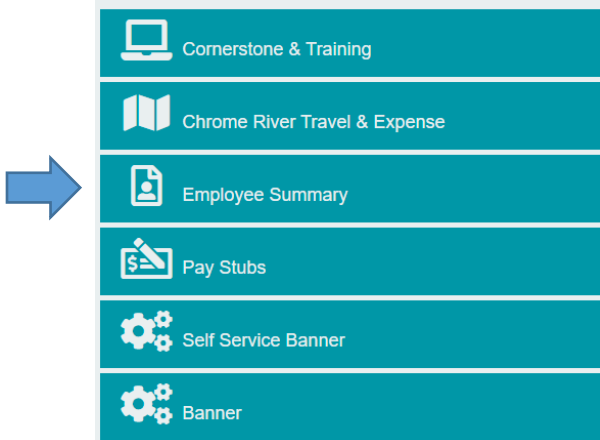 Cornerstone & Training
Chrome River Travel & Expense
Employee Summary
$
Pay Stubs
Self Service Banner
Banner